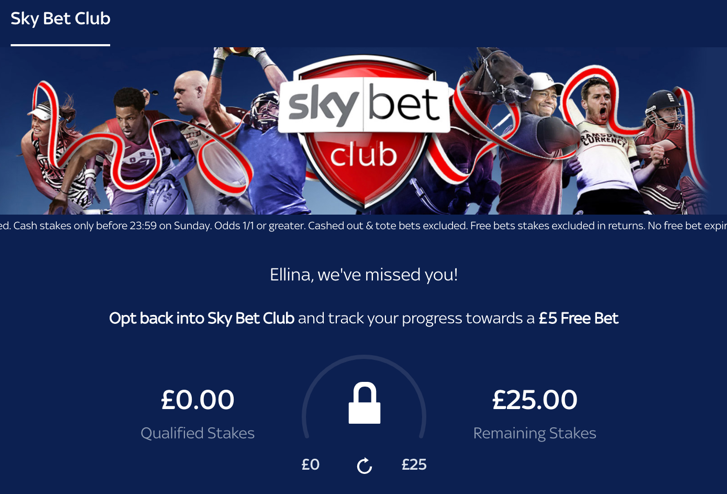 Sky Bet Club
sky bet
club
ed. Cash stakes only before 23:59 on Sunday. Odds 1/1 or greater. Cashed out & tote bets excluded. Free bets stakes excluded in returns. No free bet expir
Ellina, we've missed you!
Opt back into Sky Bet Club and track your progress towards a £5 Free Bet
£0.00
£25.00
Qualified Stakes
Remaining Stakes
£0
£25